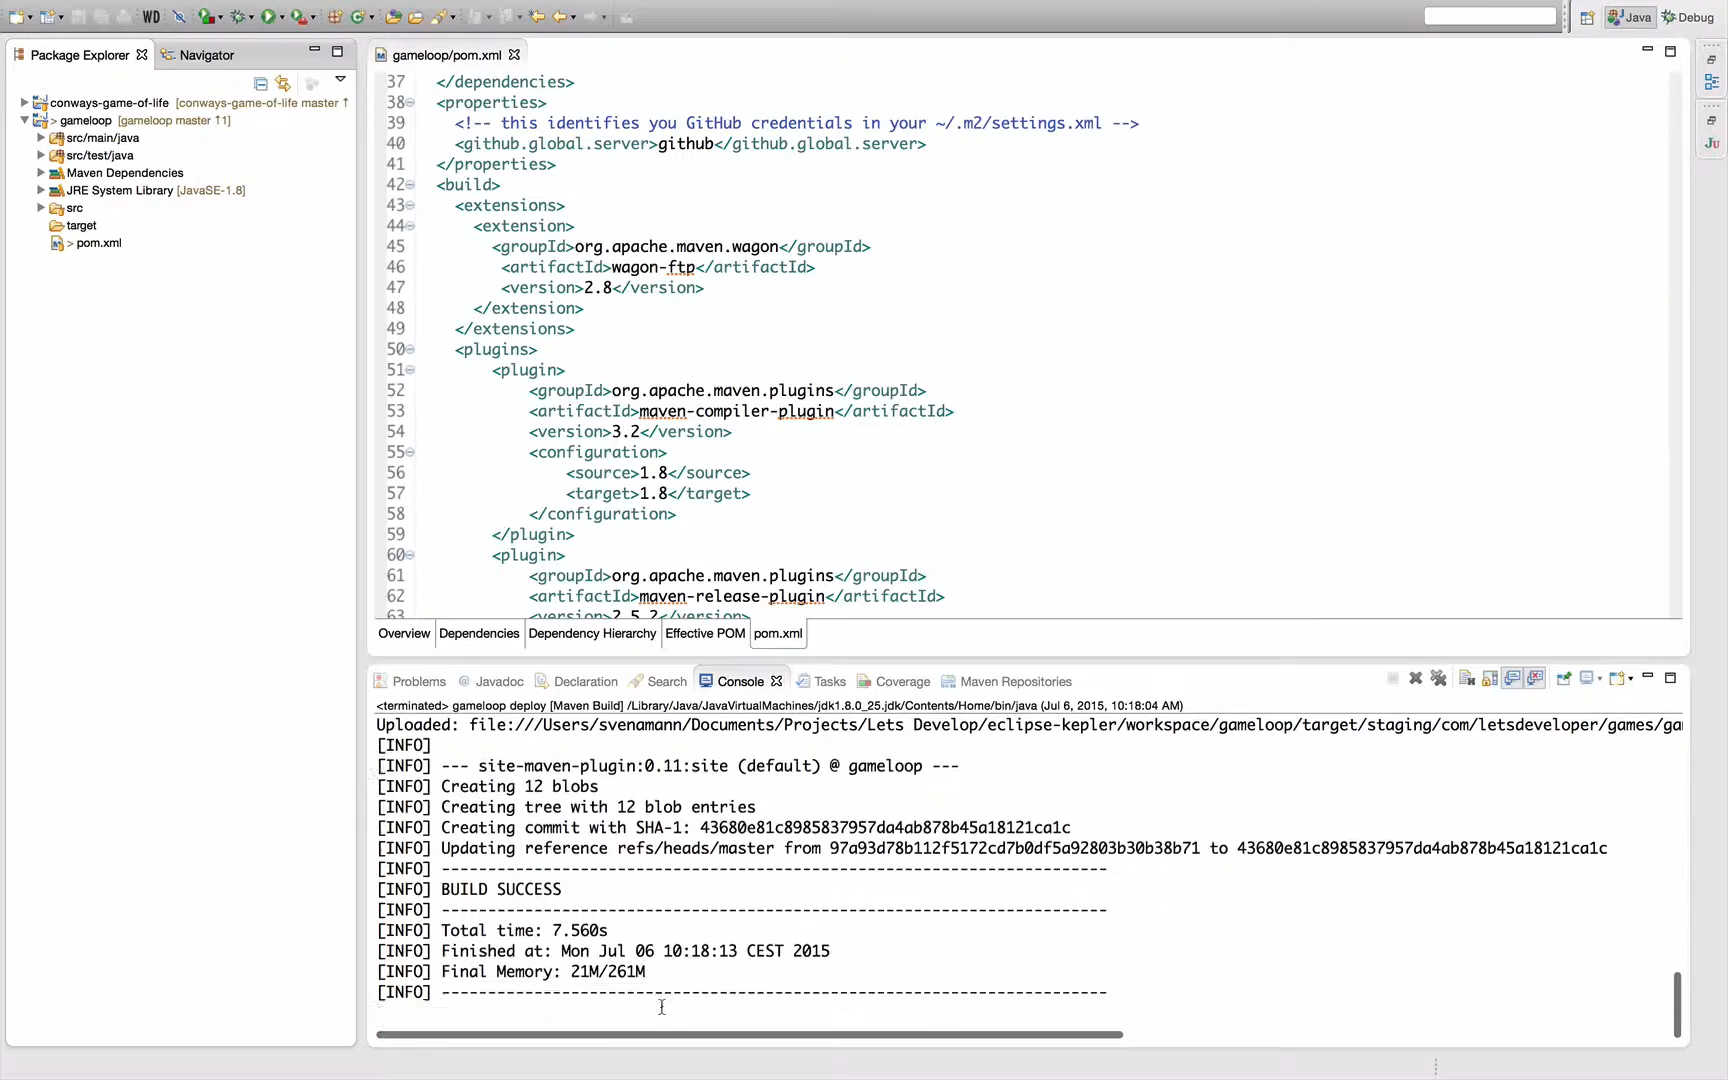 WD
Java
Debug
Package Explorer
Navigator
conways-game-of-life [conways-game-of-life master ↑
> gameloop [gameloop master ↑1]
src/main/java
src/test/java
Maven Dependencies
JRE System Library [JavaSE-1.8]
src
target
> pom.xml
gameloop/pom.xml
37 </dependencies>
38 <properties>
39 <!-- this identifies you GitHub credentials in your ~/.m2/settings.xml -->
40 <github.global.server>github</github.global.server>
41 </properties>
42 <build>
43 <extensions>
44 <extension>
45 <groupId>org.apache.maven.wagon</groupId>
46 <artifactId>wagon-ftp</artifactId>
47 <version>2.8</version>
48 </extension>
49 </extensions>
50 <plugins>
51 <plugin>
52 <groupId>org.apache.maven.plugins</groupId>
53 <artifactId>maven-compiler-plugin</artifactId>
54 <version>3.2</version>
55 <configuration>
56 <source>1.8</source>
57 <target>1.8</target>
58 </configuration>
59 </plugin>
60 <plugin>
61 <groupId>org.apache.maven.plugins</groupId>
62 <artifactId>maven-release-plugin</artifactId>
63 <version>2.5.2</version>
Overview Dependencies Dependency Hierarchy Effective POM pom.xml
Problems @ Javadoc Declaration Search Console Tasks Coverage Maven Repositories
<terminated> gameloop deploy [Maven Build] /Library/Java/JavaVirtualMachines/jdk1.8.0_25.jdk/Contents/Home/bin/java (Jul 6, 2015, 10:18:04 AM)
Uploaded: file:///Users/svenamann/Documents/Projects/Lets Develop/eclipse-kepler/workspace/gameloop/target/staging/com/letsdeveloper/games/ga
[INFO]
[INFO] --- site-maven-plugin:0.11:site (default) @ gameloop ---
[INFO] Creating 12 blobs
[INFO] Creating tree with 12 blob entries
[INFO] Creating commit with SHA-1: 43680e81c8985837957da4ab878b45a18121ca1c
[INFO] Updating reference refs/heads/master from 97a93d78b112f5172cd7b0df5a92803b30b38b71 to 43680e81c8985837957da4ab878b45a18121ca1c
[INFO] ------------------------------------------------------------------------
[INFO] BUILD SUCCESS
[INFO] ------------------------------------------------------------------------
[INFO] Total time: 7.560s
[INFO] Finished at: Mon Jul 06 10:18:13 CEST 2015
[INFO] Final Memory: 21M/261M
[INFO] ------------------------------------------------------------------------
Ju